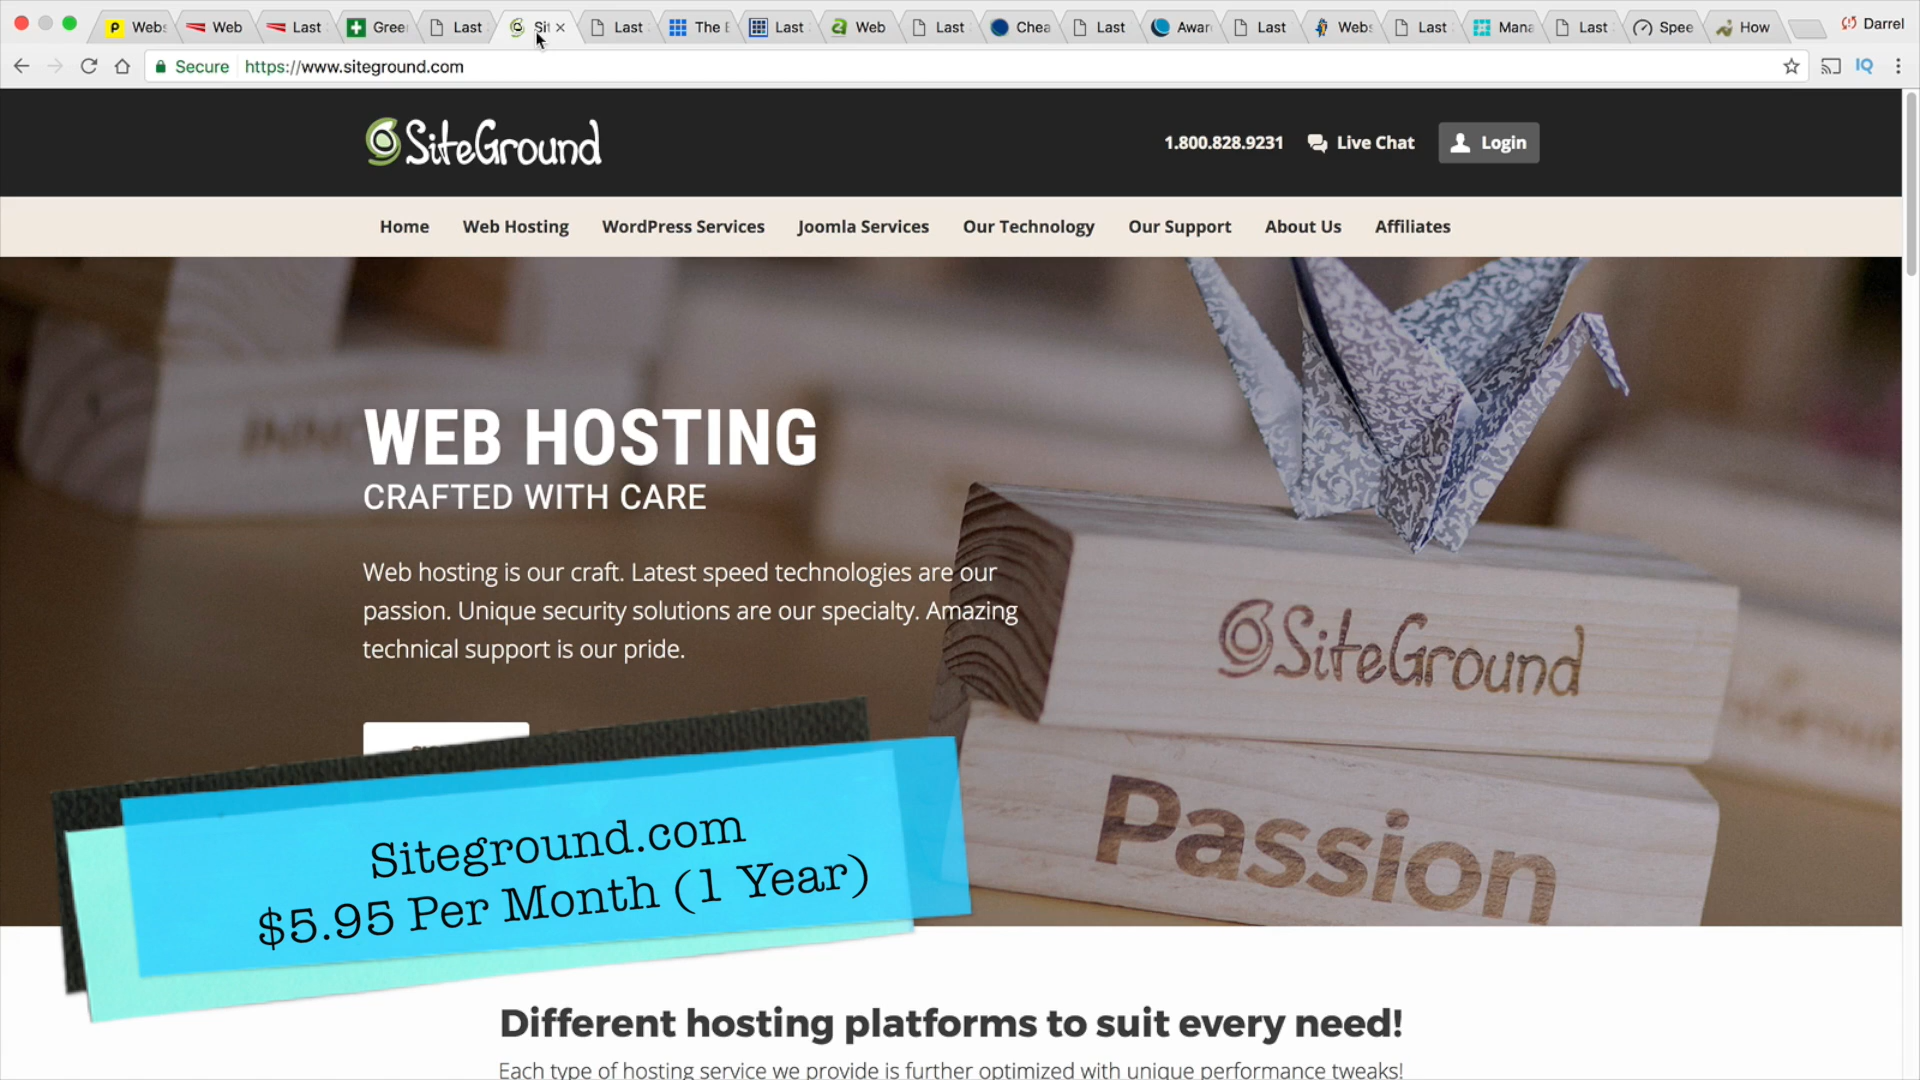 Webs
Web
Last
Gree
Last
Sit
Last
The B
Last
Web
Last
Chea
Last
Awar
Last
Webs
Last
Mana
Last
Spee
How
Darrel
Secure
https://www.siteground.com
IQ
SiteGround
1.800.828.9231
Live Chat
Login
Home
Web Hosting
WordPress Services
Joomla Services
Our Technology
Our Support
About Us
Affiliates
WEB HOSTING
CRAFTED WITH CARE
Web hosting is our craft. Latest speed technologies are our
passion. Unique security solutions are our specialty. Amazing
technical support is our pride.
SiteGround
Passion
Siteground.com
$5.95 Per Month (1 Year)
Different hosting platforms to suit every need!
Each type of hosting service we provide is further optimized with unique performance tweaks!